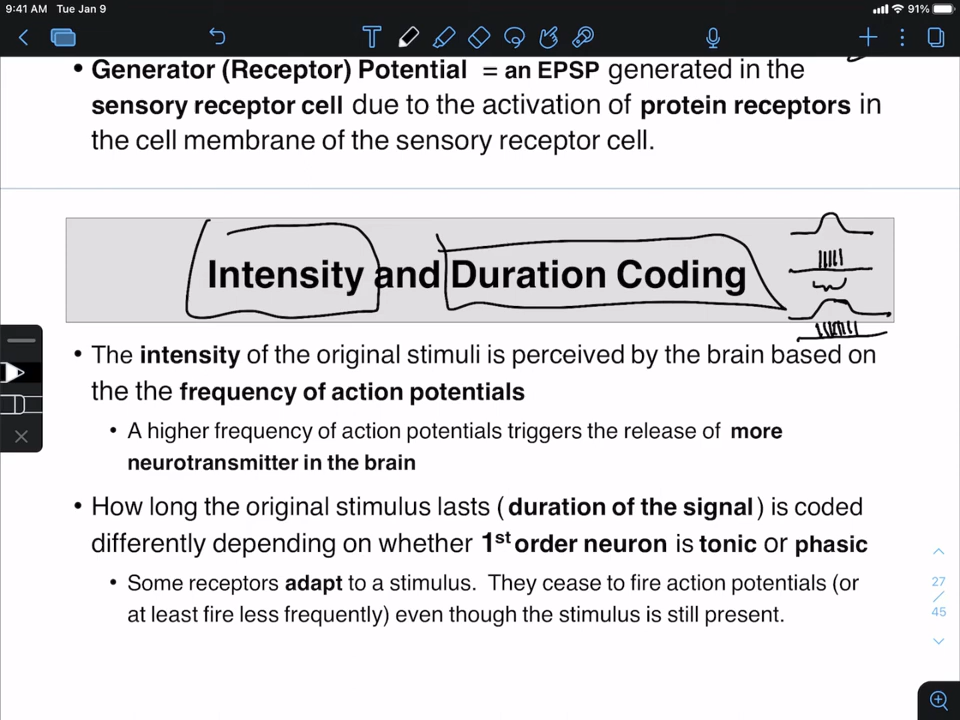 9:41 AM Tue Jan 9
91%
• Generator (Receptor) Potential = an EPSP generated in the
sensory receptor cell due to the activation of protein receptors in
the cell membrane of the sensory receptor cell.
Intensity and Duration Coding
• The intensity of the original stimuli is perceived by the brain based on
the the frequency of action potentials
• A higher frequency of action potentials triggers the release of more
neurotransmitter in the brain
• How long the original stimulus lasts (duration of the signal) is coded
differently depending on whether 1st order neuron is tonic or phasic
• Some receptors adapt to a stimulus. They cease to fire action potentials (or
at least fire less frequently) even though the stimulus is still present.
27
/
45